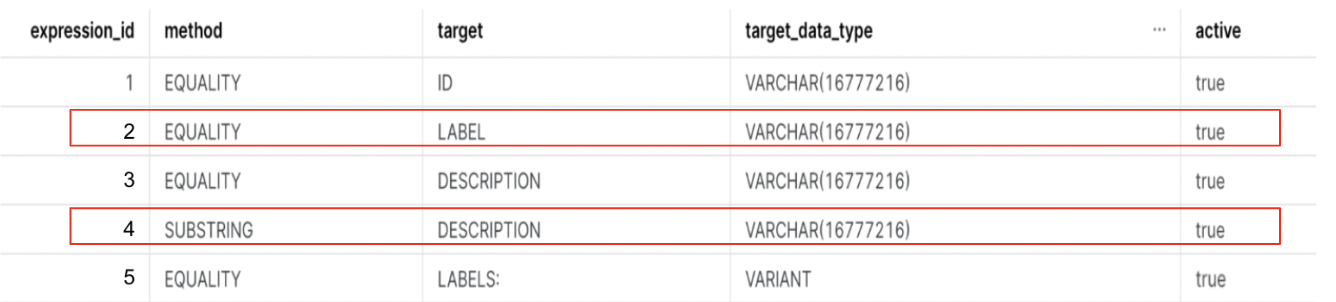 expression_id method target target_data_type ... active
1 EQUALITY ID VARCHAR(16777216) true
2 EQUALITY LABEL VARCHAR(16777216) true
3 EQUALITY DESCRIPTION VARCHAR(16777216) true
4 SUBSTRING DESCRIPTION VARCHAR(16777216) true
5 EQUALITY LABELS: VARIANT true